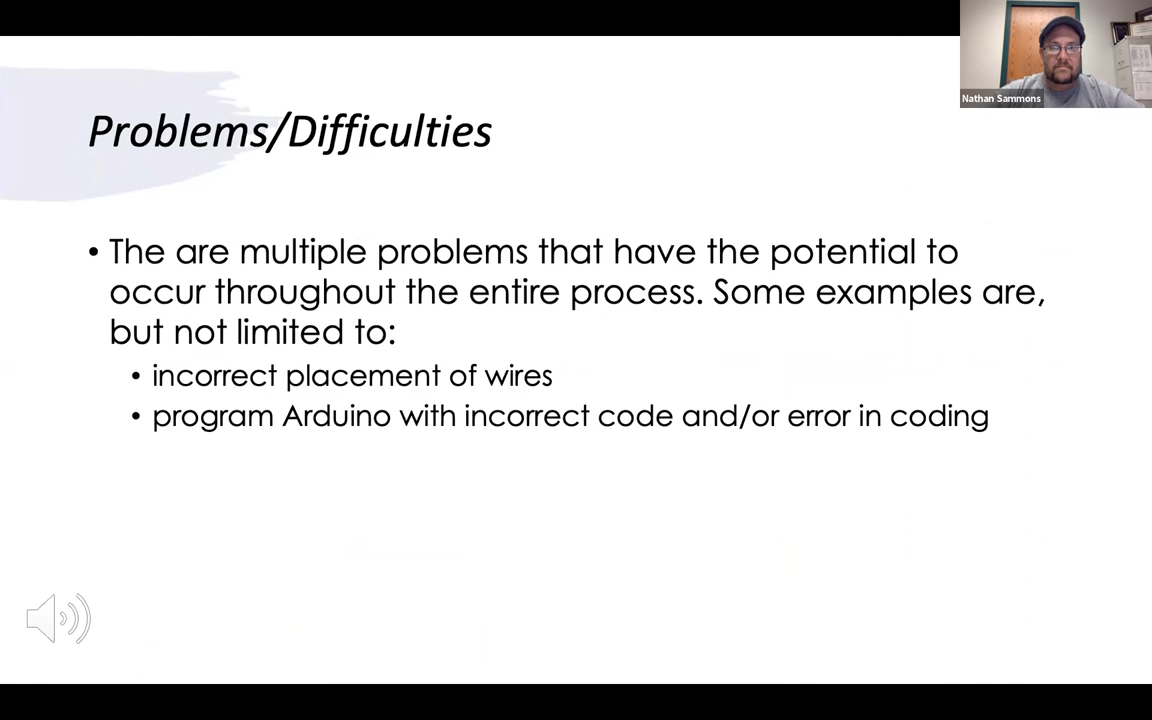 Nathan Sammons
Problems/Difficulties
• The are multiple problems that have the potential to
occur throughout the entire process. Some examples are,
but not limited to:
• incorrect placement of wires
• program Arduino with incorrect code and/or error in coding